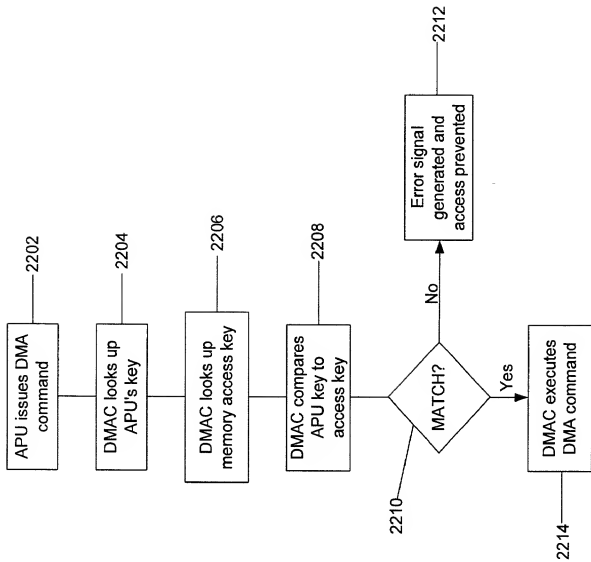 APU issues DMA
command
2202
DMAC looks up
APU's key
2204
DMAC looks up
memory access key
2206
DMAC compares
APU key to
access key
2208
MATCH?
2210
No
Error signal
generated and
access prevented
2212
Yes
DMAC executes
DMA command
2214